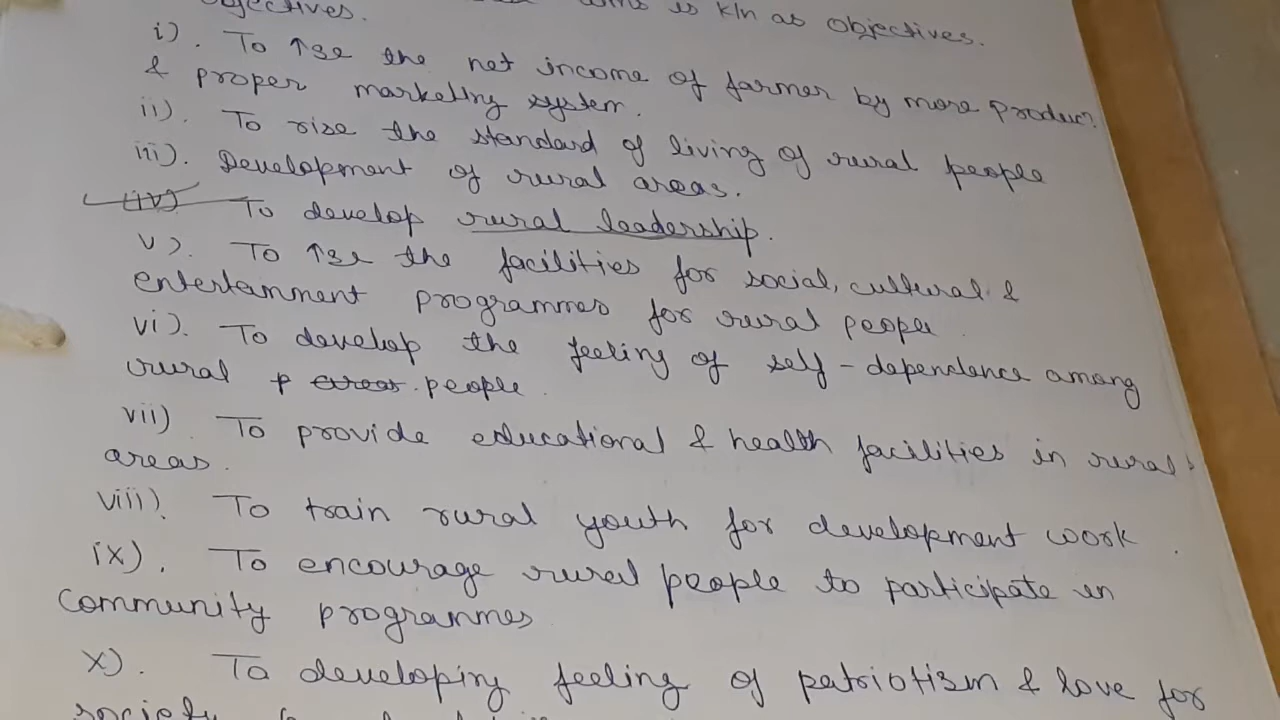 objectives. is k/n as objectives.
i). To ↑se the net income of farmer by more produc?
& proper marketing system.
ii). To rise the standard of living of rural people
iii). Development of rural areas.
iv) To develop rural leadership.
v). To ↑se the facilities for social, cultural &
entertainment programmes for rural people
vi). To develop the feeling of self-dependence among
rural p areas people.
vii) To provide educational & health facilities in rural
areas.
viii). To train rural youth for development work.
ix). To encourage rural people to participate in
community programmes
x). To developing feeling of patriotism & love for
society